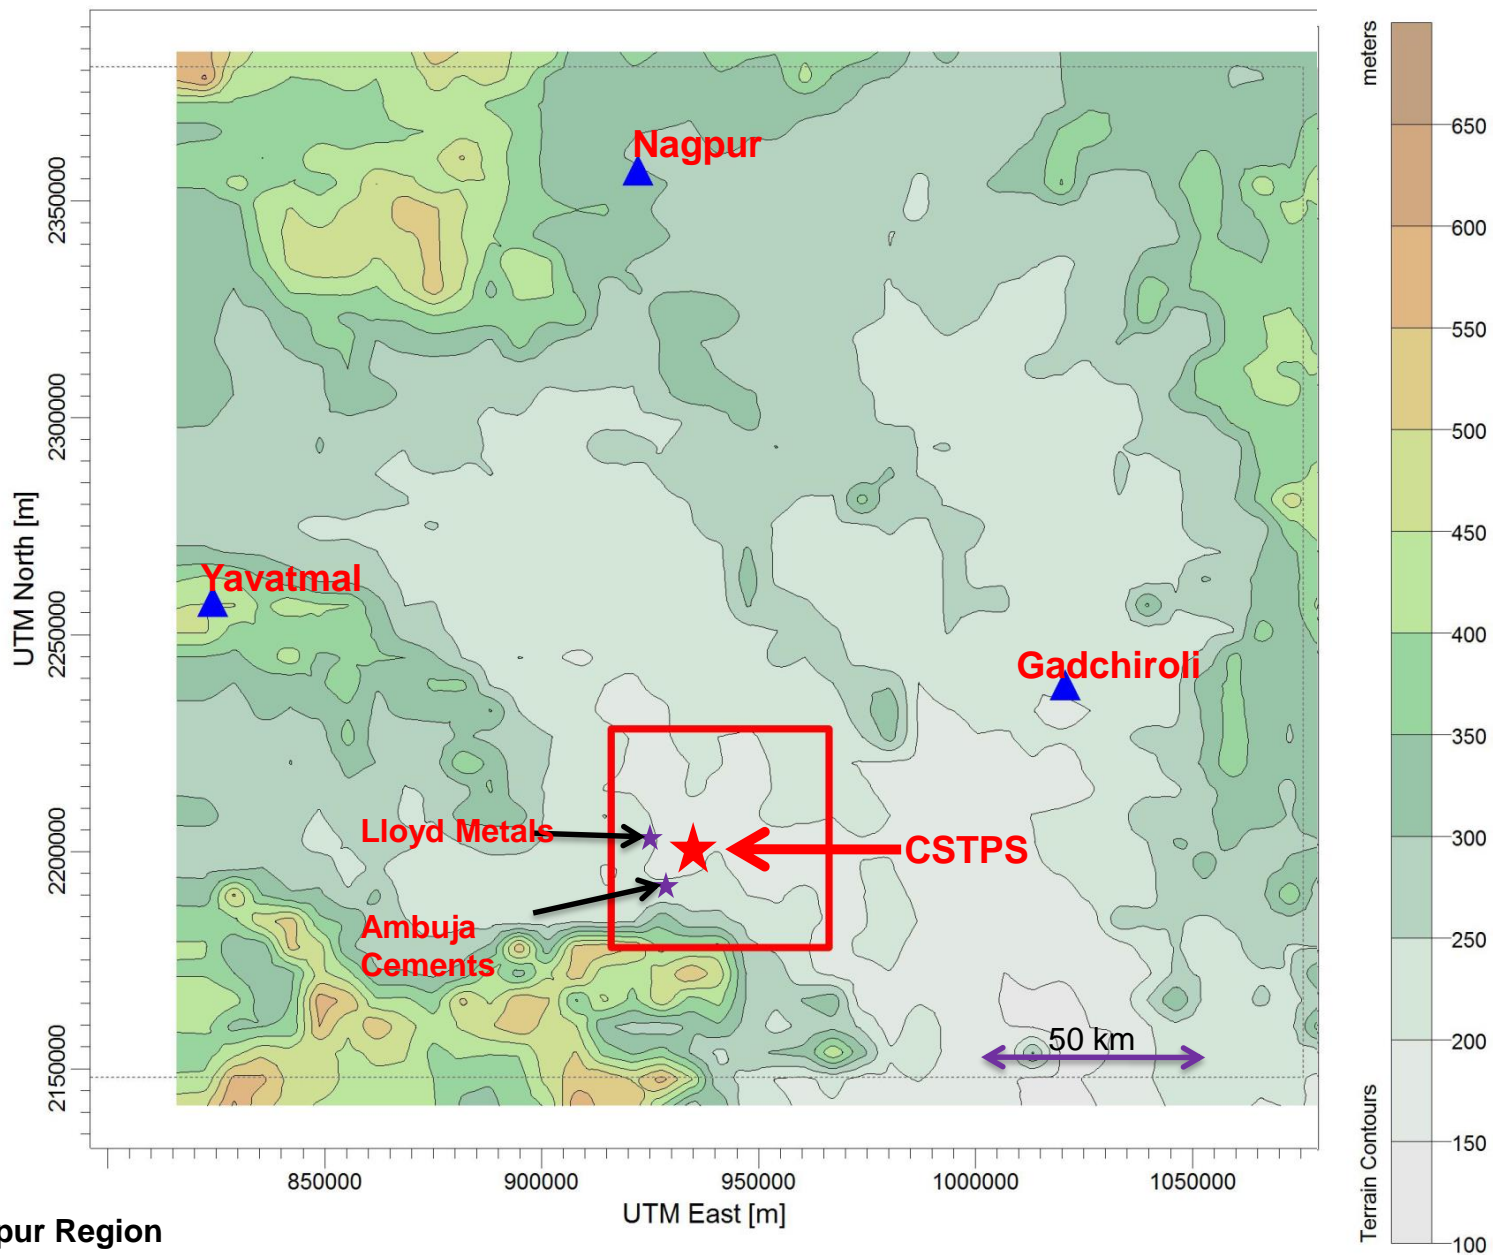 meters
650
600
550
500
450
400
350
300
250
200
150
100
Terrain Contours
Nagpur
Yavatmal
Gadchiroli
Lloyd Metals
CSTPS
Ambuja
Cements
50 km
UTM North [m]
2350000
2300000
2250000
2200000
2150000
850000
900000
950000
1000000
1050000
UTM East [m]
pur Region